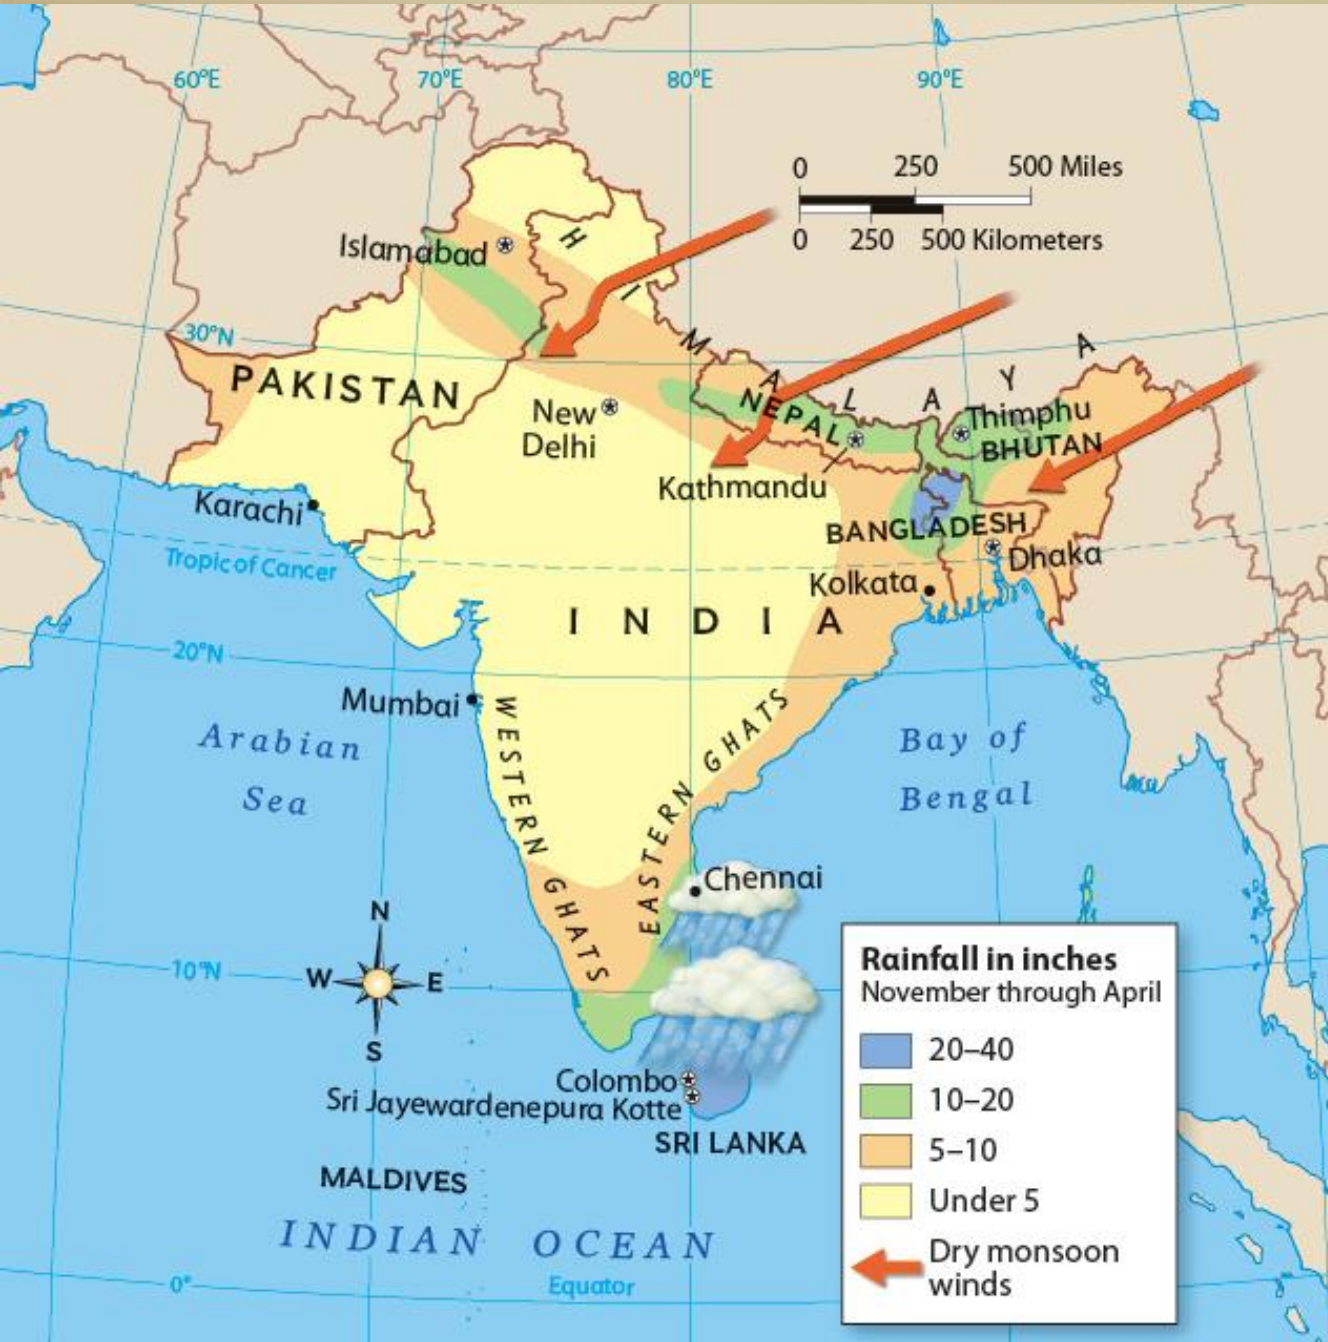 60°E
70°E
80°E
90°E
0 250 500 Miles
0 250 500 Kilometers
Islamabad
HIMALAYA
30°N
PAKISTAN
New
Delhi
NEPAL
Thimphu
BHUTAN
Kathmandu
Karachi
BANGLADESH
Tropic of Cancer
Dhaka
Kolkata
INDIA
20°N
Mumbai
WESTERN GHATS
EASTERN GHATS
Arabian
Sea
Bay of
Bengal
Chennai
N
W E
S
10°N
Colombo
Sri Jayewardenepura Kotte
SRI LANKA
MALDIVES
INDIAN OCEAN
0°
Equator
Rainfall in inches
November through April
20–40
10–20
5–10
Under 5
Dry monsoon
winds